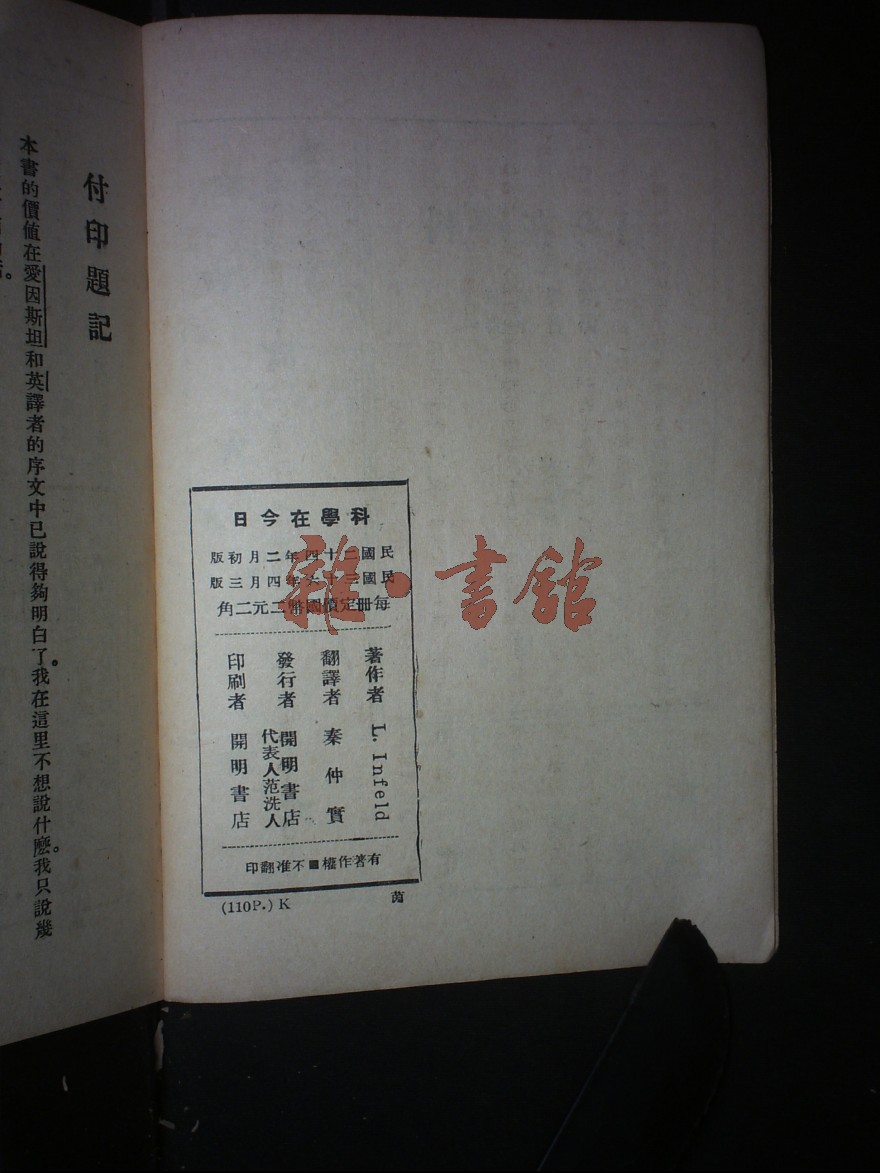 付印題記
本書的價值在愛因斯坦和英譯者的序文中已說得夠明白了。我在這里不想說什麼。我只說幾
科學在今日
民國二十四年二月初版
民國三十六年四月三版
每冊定價國幣二元二角
著作者 L. Infeld
翻譯者 秦仲實
發行者 開明書店
代表人范洗人
印刷者 開明書店
有著作權■不准翻印
(110P.) K
茵
雜·書館